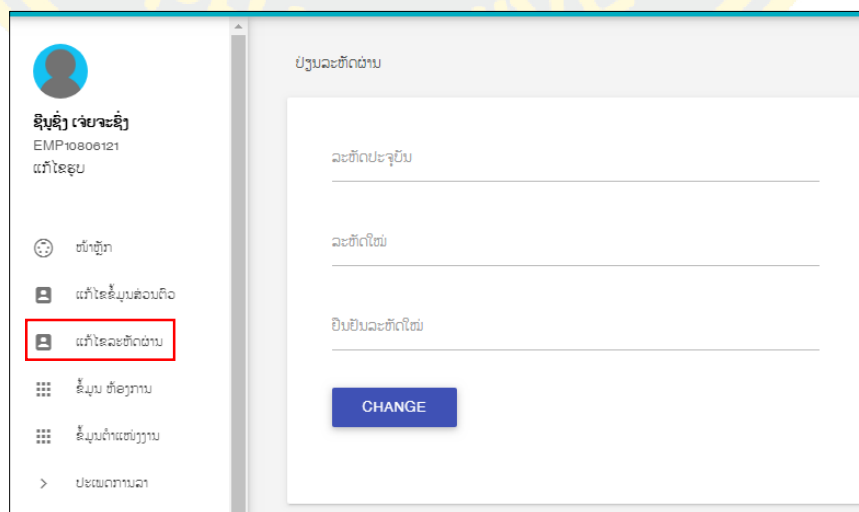 ຊົນຊົ່ງ ເຈ່ຍຈະຊົ່ງ
EMP10806121
ແກ້ໄຂຮູບ
ໜ້າຫຼັກ
ແກ້ໄຂຂໍ້ມູນສ່ວນຕົວ
ແກ້ໄຂລະຫັດຜ່ານ
ຂໍ້ມູນ ຫ້ອງການ
ຂໍ້ມູນຕຳແໜ່ງງານ
ປະເພດການລາ
ປ່ຽນລະຫັດຜ່ານ
ລະຫັດປະຈຸບັນ
ລະຫັດໃໝ່
ຢືນຢັນລະຫັດໃໝ່
CHANGE